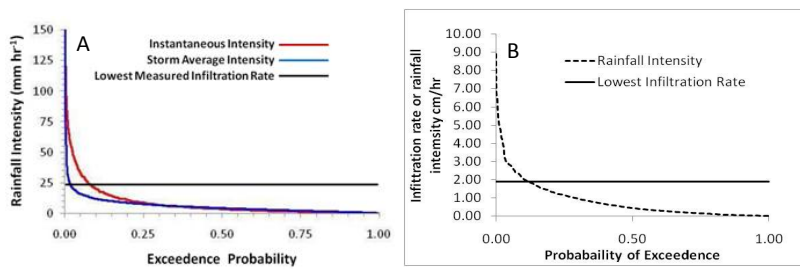 A
Instantaneous Intensity
Storm Average Intensity
Lowest Measured Infiltration Rate
Rainfall Intensity (mm hr⁻¹)
150
125
100
75
50
25
0
0.00
0.25
0.50
0.75
1.00
Exceedence Probability
B
Rainfall Intensity
Lowest Infiltration Rate
Infittration rate or rainfall
intemsity cm/hr
10.00
9.00
8.00
7.00
6.00
5.00
4.00
3.00
2.00
1.00
0.00
0.00
0.50
1.00
Probabaility of Exceedence